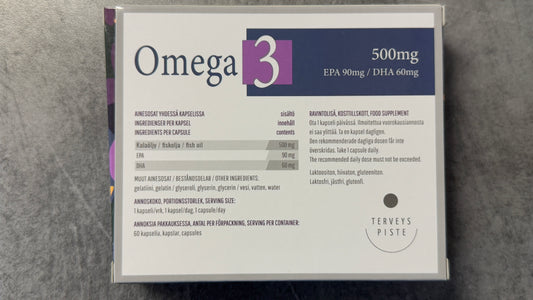 Omega 3
500mg
EPA 90mg / DHA 60mg
AINESOSAT YHDESSÄ KAPSELISSA
INGREDIENSER PER KAPSEL
INGREDIENTS PER CAPSULE
sisältö
innehåll
contents
Kalaöljy / fiskolja / fish oil 500 mg
EPA 90 mg
DHA 60 mg
MUUT AINESOSAT / BESTÅNDSDELAR / OTHER INGREDIENTS:
gelatiini, gelatin / glyseroli, glyserin, glycerin / vesi, vatten, water
ANNOSKOKO, PORTIONSSTORLEK, SERVING SIZE:
1 kapseli/vrk, 1 kapsel/dag, 1 capsule/day
ANNOKSIA PAKKAUKSESSA, ANTAL PER FÖRPACKNING, SERVING PER CONTAINER:
60 kapselia, kapslar, capsules
RAVINTOLISÄ, KOSTTILLSKOTT, FOOD SUPPLEMENT
Ota 1 kapseli päivässä. Ilmoitettua vuorokausiannosta
ei saa ylittää. Ta en kapsel dagligen.
Den rekommenderade dagliga dosen får inte
överskridas. Take 1 capsule daily.
The recommended daily dose must not be exceeded.
Laktoositon, hiivaton, gluteeniton.
Laktosfri, jästfri, glutenfri.
TERVEYS
PISTE